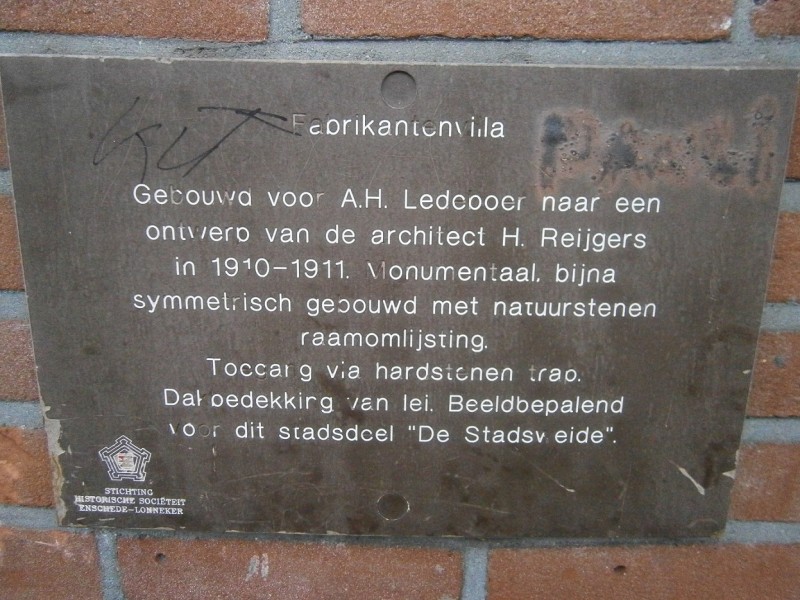 Fabrikantenvilla
KUT
Gebouwd voor A.H. Ledeboer naar een
ontwerp van de architect H. Reijgers
in 1910-1911. Monumentaal, bijna
symmetrisch gebouwd met natuurstenen
raamomlijsting.
Toegang via hardstenen trap.
Dakbedekking van lei. Beeldbepalend
voor dit stadsdeel "De Stadsweide".
STICHTING
HISTORISCHE SOCIËTEIT
ENSCHEDE-LONNEKER